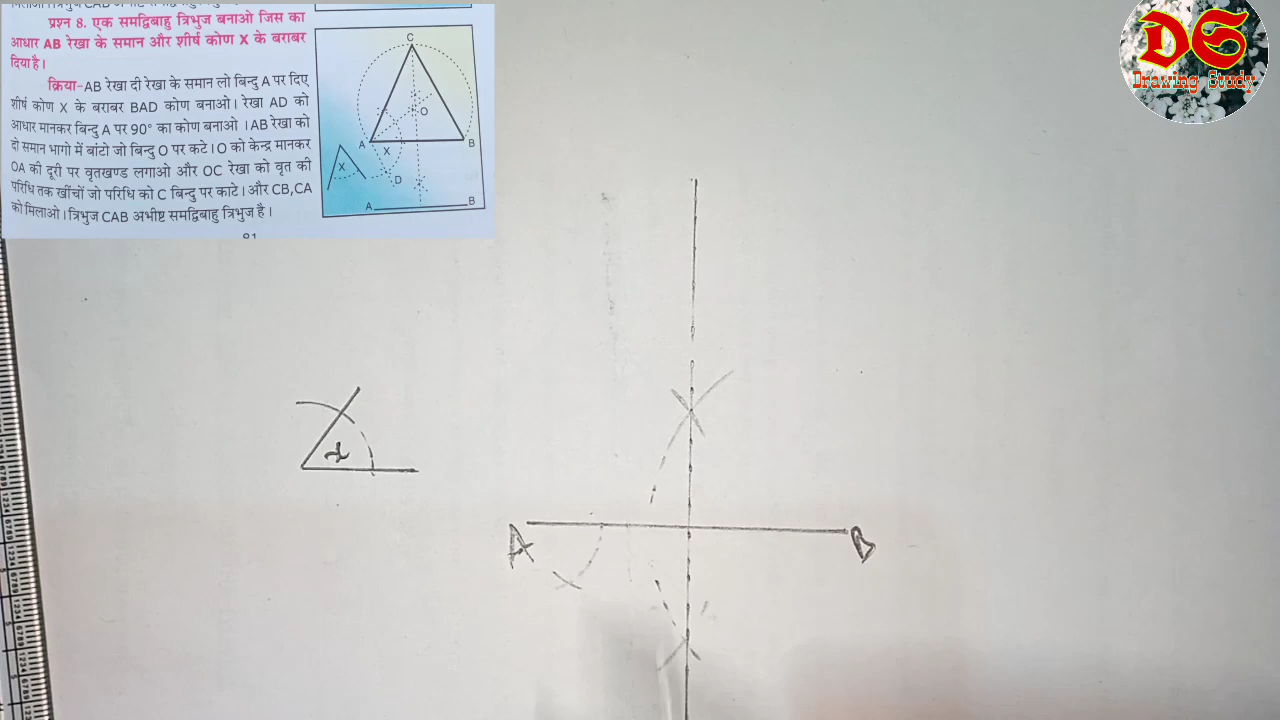 प्रश्न 8. एक समद्विबाहु त्रिभुज बनाओ जिस का
आधार AB रेखा के समान और शीर्ष कोण X के बराबर
दिया है।
क्रिया-AB रेखा दी रेखा के समान लो बिन्दु A पर दिए
शीर्ष कोण X के बराबर BAD कोण बनाओ। रेखा AD को
आधार मानकर बिन्दु A पर 90° का कोण बनाओ । AB रेखा को
दो समान भागो में बांटो जो बिन्दु O पर कटे। O को केन्द्र मानकर
OA की दूरी पर वृतखण्ड लगाओ और OC रेखा को वृत की
परिधि तक खींचों जो परिधि को C बिन्दु पर काटे। और CB,CA
को मिलाओ। त्रिभुज CAB अभीष्ट समद्विबाहु त्रिभुज है।
C
O
A
B
X
X
D
A
B
DS
Drawing Study
x
A
B